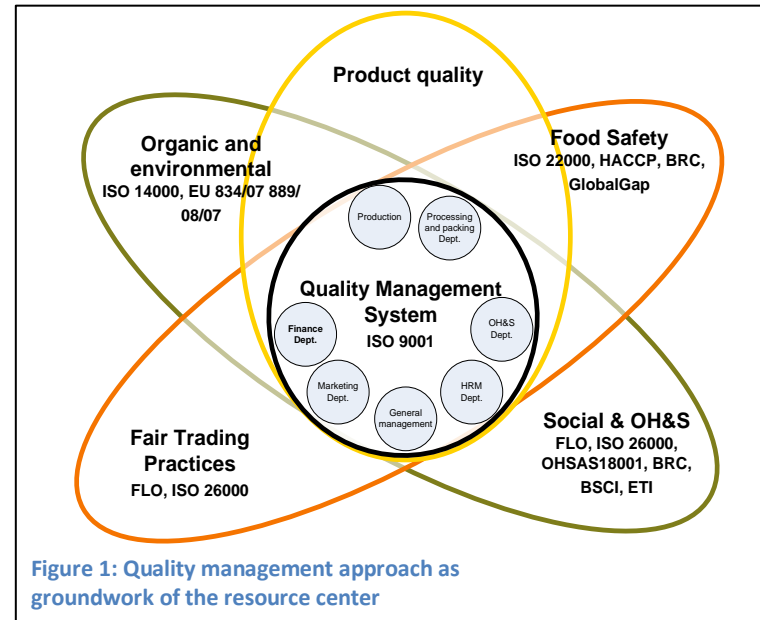 Product quality
Organic and
environmental
ISO 14000, EU 834/07 889/
08/07
Food Safety
ISO 22000, HACCP, BRC,
GlobalGap
Production
Processing
and packing
Dept.
Quality Management
System
ISO 9001
Finance
Dept.
OH&S
Dept.
Marketing
Dept.
HRM
Dept.
General
management
Fair Trading
Practices
FLO, ISO 26000
Social & OH&S
FLO, ISO 26000,
OHSAS18001, BRC,
BSCI, ETI
Figure 1: Quality management approach as
groundwork of the resource center